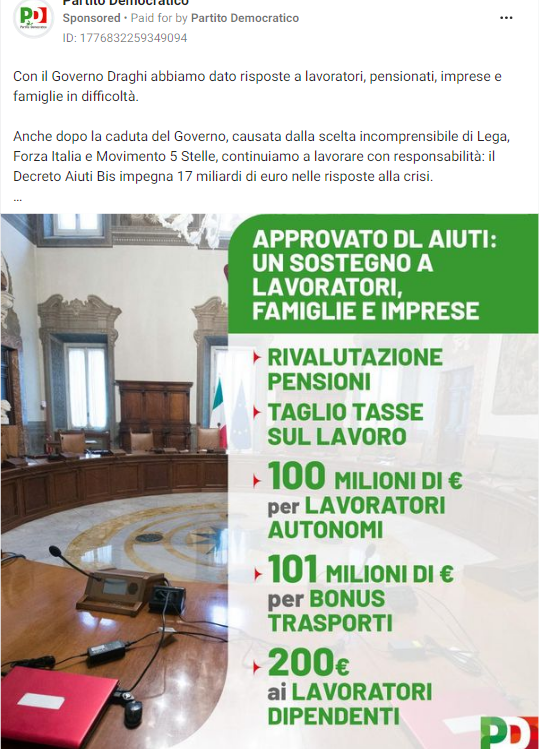 Partito Democratico
Sponsored • Paid for by Partito Democratico
ID: 1776832259349094
Con il Governo Draghi abbiamo dato risposte a lavoratori, pensionati, imprese e
famiglie in difficoltà.
Anche dopo la caduta del Governo, causata dalla scelta incomprensibile di Lega,
Forza Italia e Movimento 5 Stelle, continuiamo a lavorare con responsabilità: il
Decreto Aiuti Bis impegna 17 miliardi di euro nelle risposte alla crisi.
...
APPROVATO DL AIUTI:
UN SOSTEGNO A
LAVORATORI,
FAMIGLIE E IMPRESE
RIVALUTAZIONE
PENSIONI
TAGLIO TASSE
SUL LAVORO
100 MILIONI DI €
per LAVORATORI
AUTONOMI
101 MILIONI DI €
per BONUS
TRASPORTI
200€
ai LAVORATORI
DIPENDENTI
PD